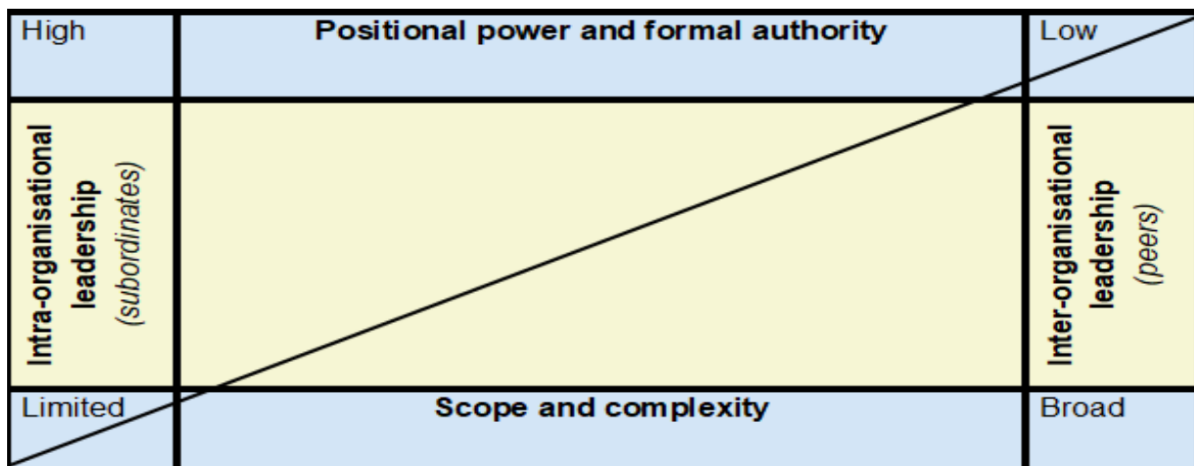 High
Positional power and formal authority
Low
Intra-organisational
leadership
(subordinates)
Inter-organisational
leadership
(peers)
Limited
Scope and complexity
Broad